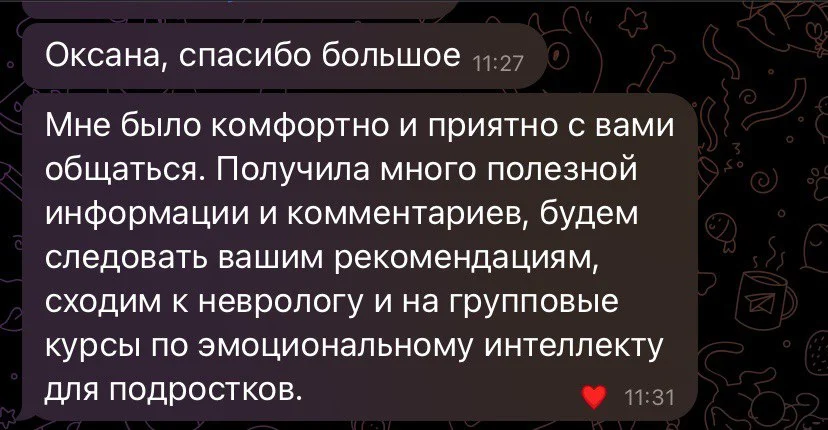 Оксана, спасибо большое 11:27
Мне было комфортно и приятно с вами
общаться. Получила много полезной
информации и комментариев, будем
следовать вашим рекомендациям,
сходим к неврологу и на групповые
курсы по эмоциональному интеллекту
для подростков. 11:31